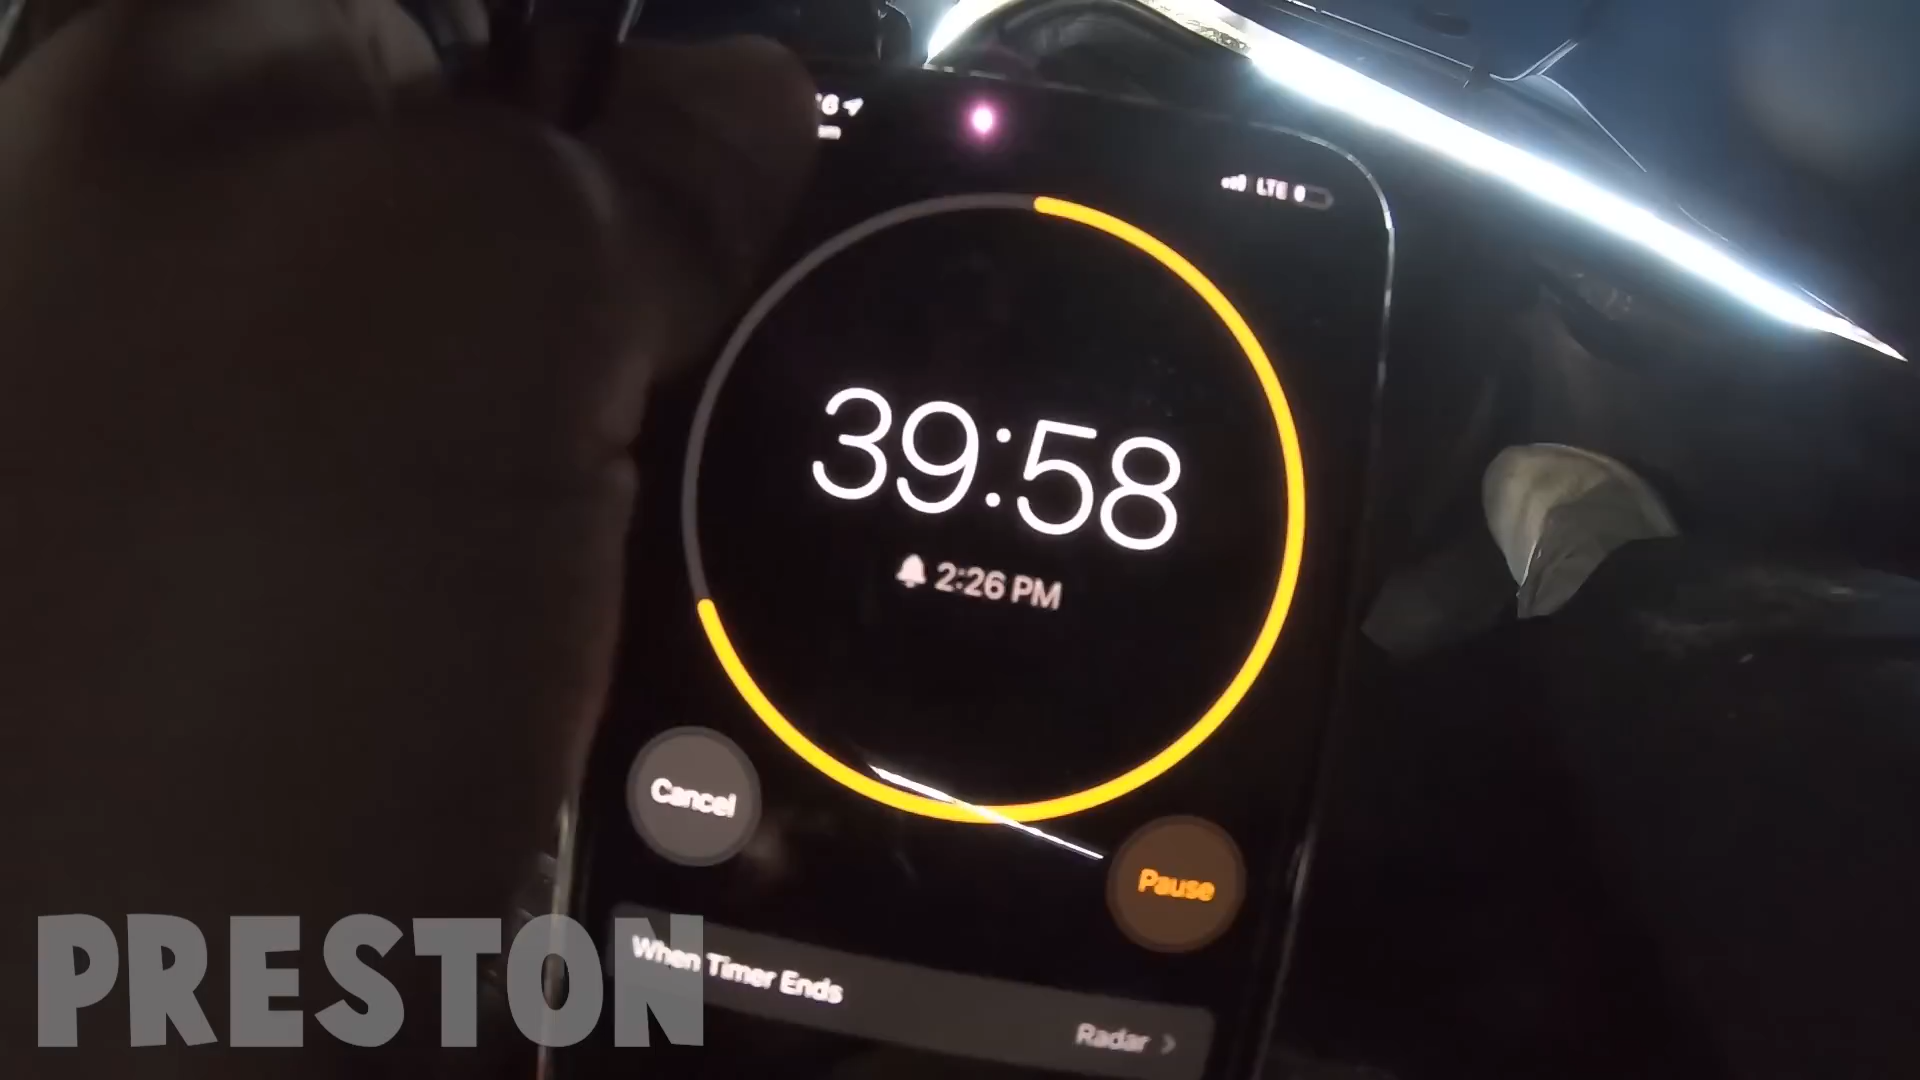 LTE
39:58
2:26 PM
Cancel
Pause
When Timer Ends
Radar >
PRESTON